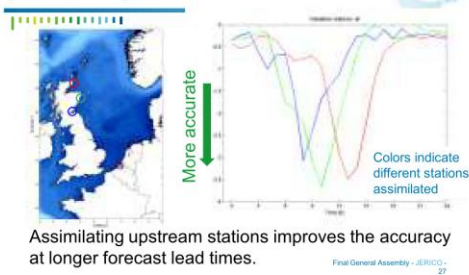 More accurate
Colors indicate
different stations
assimilated
Time (h)
Assimilating upstream stations improves the accuracy
at longer forecast lead times.
Final General Assembly - JERICO -
27